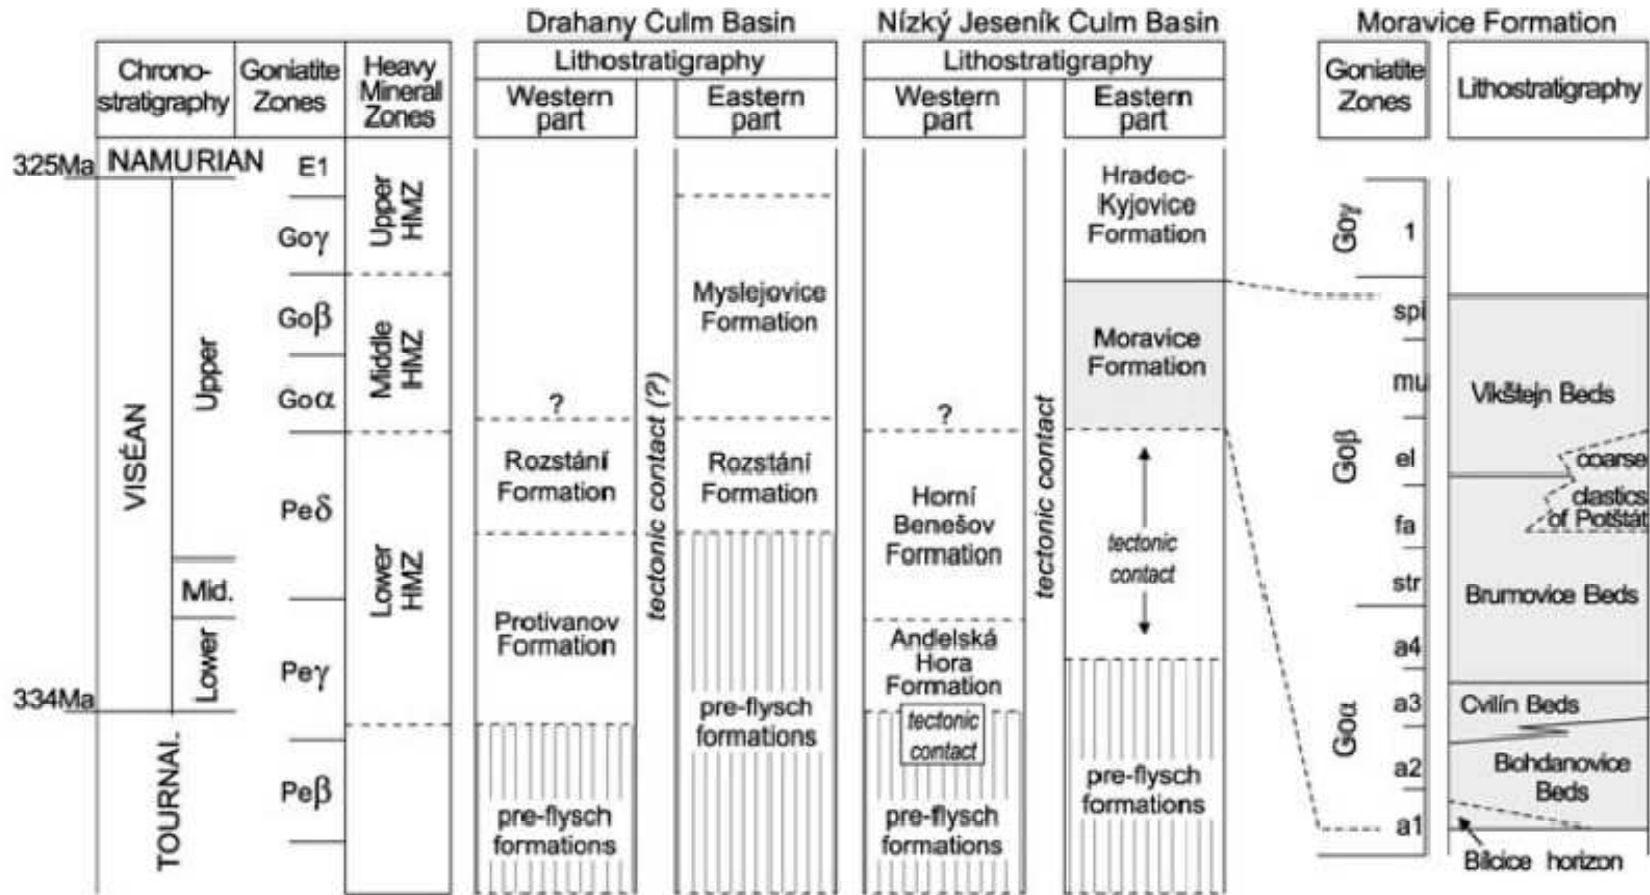 Drahany Culm Basin
Nízký Jeseník Culm Basin
Moravice Formation
Chrono-
stratigraphy
Goniatite
Zones
Heavy
Minerall
Zones
Lithostratigraphy
Western
part
Eastern
part
Lithostratigraphy
Western
part
Eastern
part
Goniatite
Zones
Lithostratigraphy
325Ma
NAMURIAN
334Ma
VISÉAN
TOURNAI.
Upper
Mid.
Lower
E1
Goγ
Goβ
Goα
Peδ
Peγ
Peβ
Upper
HMZ
Middle
HMZ
Lower
HMZ
?
Rozstání
Formation
Protivanov
Formation
pre-flysch
formations
tectonic contact (?)
Myslejovice
Formation
Rozstání
Formation
pre-flysch
formations
?
Horní
Benešov
Formation
Andelská
Hora
Formation
tectonic
contact
pre-flysch
formations
tectonic contact
Hradec-
Kyjovice
Formation
Moravice
Formation
tectonic
contact
pre-flysch
formations
Goγ
Goβ
Goα
1
spi
mu
el
fa
str
a4
a3
a2
a1
Vikštejn Beds
coarse
clastics
of Potštát
Brumovice Beds
Cvilín Beds
Bohdanovice
Beds
Bílčice horizon